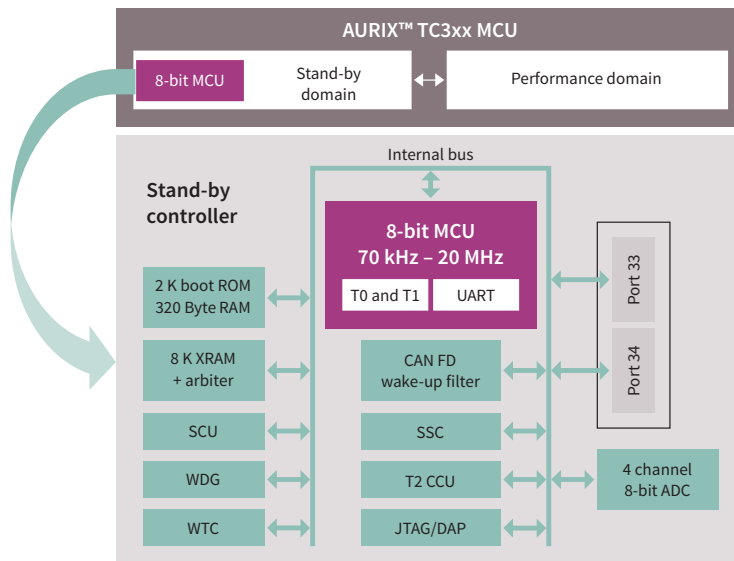 AURIX™ TC3xx MCU
8-bit MCU
Stand-by
domain
Performance domain
Internal bus
Stand-by
controller
8-bit MCU
70 kHz – 20 MHz
T0 and T1
UART
2 K boot ROM
320 Byte RAM
8 K XRAM
+ arbiter
SCU
WDG
WTC
CAN FD
wake-up filter
SSC
T2 CCU
JTAG/DAP
Port 33
Port 34
4 channel
8-bit ADC